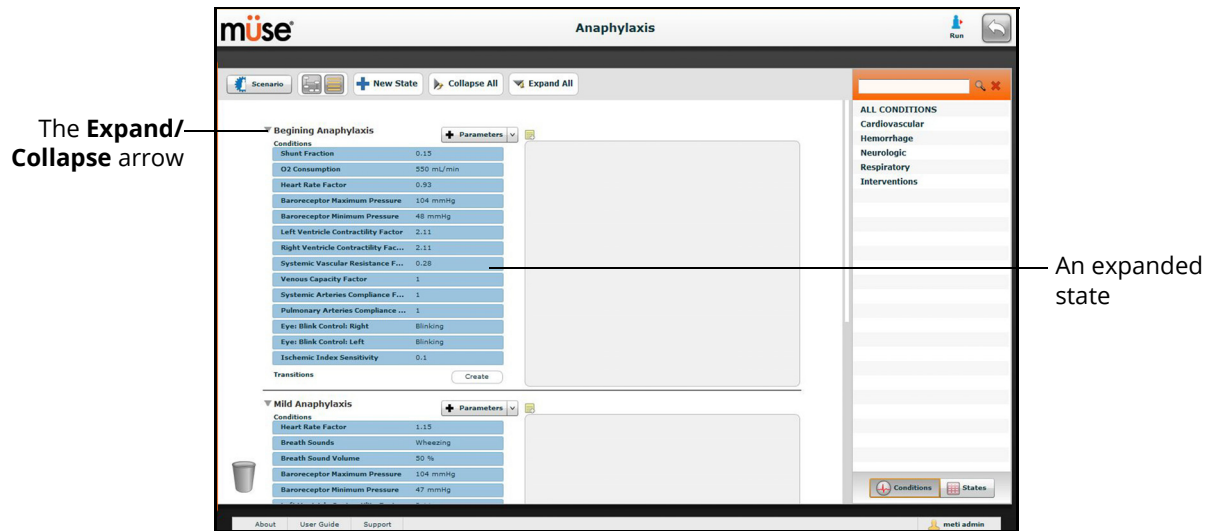 müse
Anaphylaxis
Run
Scenario
New State
Collapse All
Expand All
The Expand/
Collapse arrow
Begining Anaphylaxis
Parameters
Conditions
Shunt Fraction 0.15
O2 Consumption 550 mL/min
Heart Rate Factor 0.93
Baroreceptor Maximum Pressure 104 mmHg
Baroreceptor Minimum Pressure 48 mmHg
Left Ventricle Contractility Factor 2.11
Right Ventricle Contractility Fac... 2.11
Systemic Vascular Resistance F... 0.28
Venous Capacity Factor 1
Systemic Arteries Compliance F... 1
Pulmonary Arteries Compliance ... 1
Eye: Blink Control: Right Blinking
Eye: Blink Control: Left Blinking
Ischemic Index Sensitivity 0.1
Transitions
Create
Mild Anaphylaxis
Parameters
Conditions
Heart Rate Factor 1.15
Breath Sounds Wheezing
Breath Sound Volume 50 %
Baroreceptor Maximum Pressure 104 mmHg
Baroreceptor Minimum Pressure 47 mmHg
ALL CONDITIONS
Cardiovascular
Hemorrhage
Neurologic
Respiratory
Interventions
An expanded
state
Conditions
States
About
User Guide
Support
meti admin